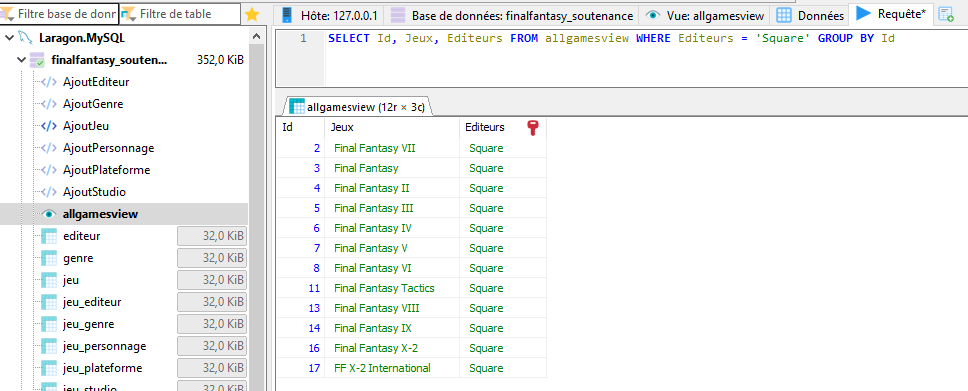 Filtre base de donr
Filtre de table
Hôte: 127.0.0.1
Base de données: finalfantasy_soutenance
Vue: allgamesview
Données
Requête*
Laragon.MySQL
finalfantasy_souten...
352,0 KiB
AjoutEditeur
AjoutGenre
AjoutJeu
AjoutPersonnage
AjoutPlateforme
AjoutStudio
allgamesview
editeur 32,0 KiB
genre 32,0 KiB
jeu 32,0 KiB
jeu_editeur 32,0 KiB
jeu_genre 32,0 KiB
jeu_personnage 32,0 KiB
jeu_plateforme 32,0 KiB
jeu_studio 32,0 KiB
1 SELECT Id, Jeux, Editeurs FROM allgamesview WHERE Editeurs = 'Square' GROUP BY Id
allgamesview (12r × 3c)
Id Jeux Editeurs
2 Final Fantasy VII Square
3 Final Fantasy Square
4 Final Fantasy II Square
5 Final Fantasy III Square
6 Final Fantasy IV Square
7 Final Fantasy V Square
8 Final Fantasy VI Square
11 Final Fantasy Tactics Square
13 Final Fantasy VIII Square
14 Final Fantasy IX Square
16 Final Fantasy X-2 Square
17 FF X-2 International Square